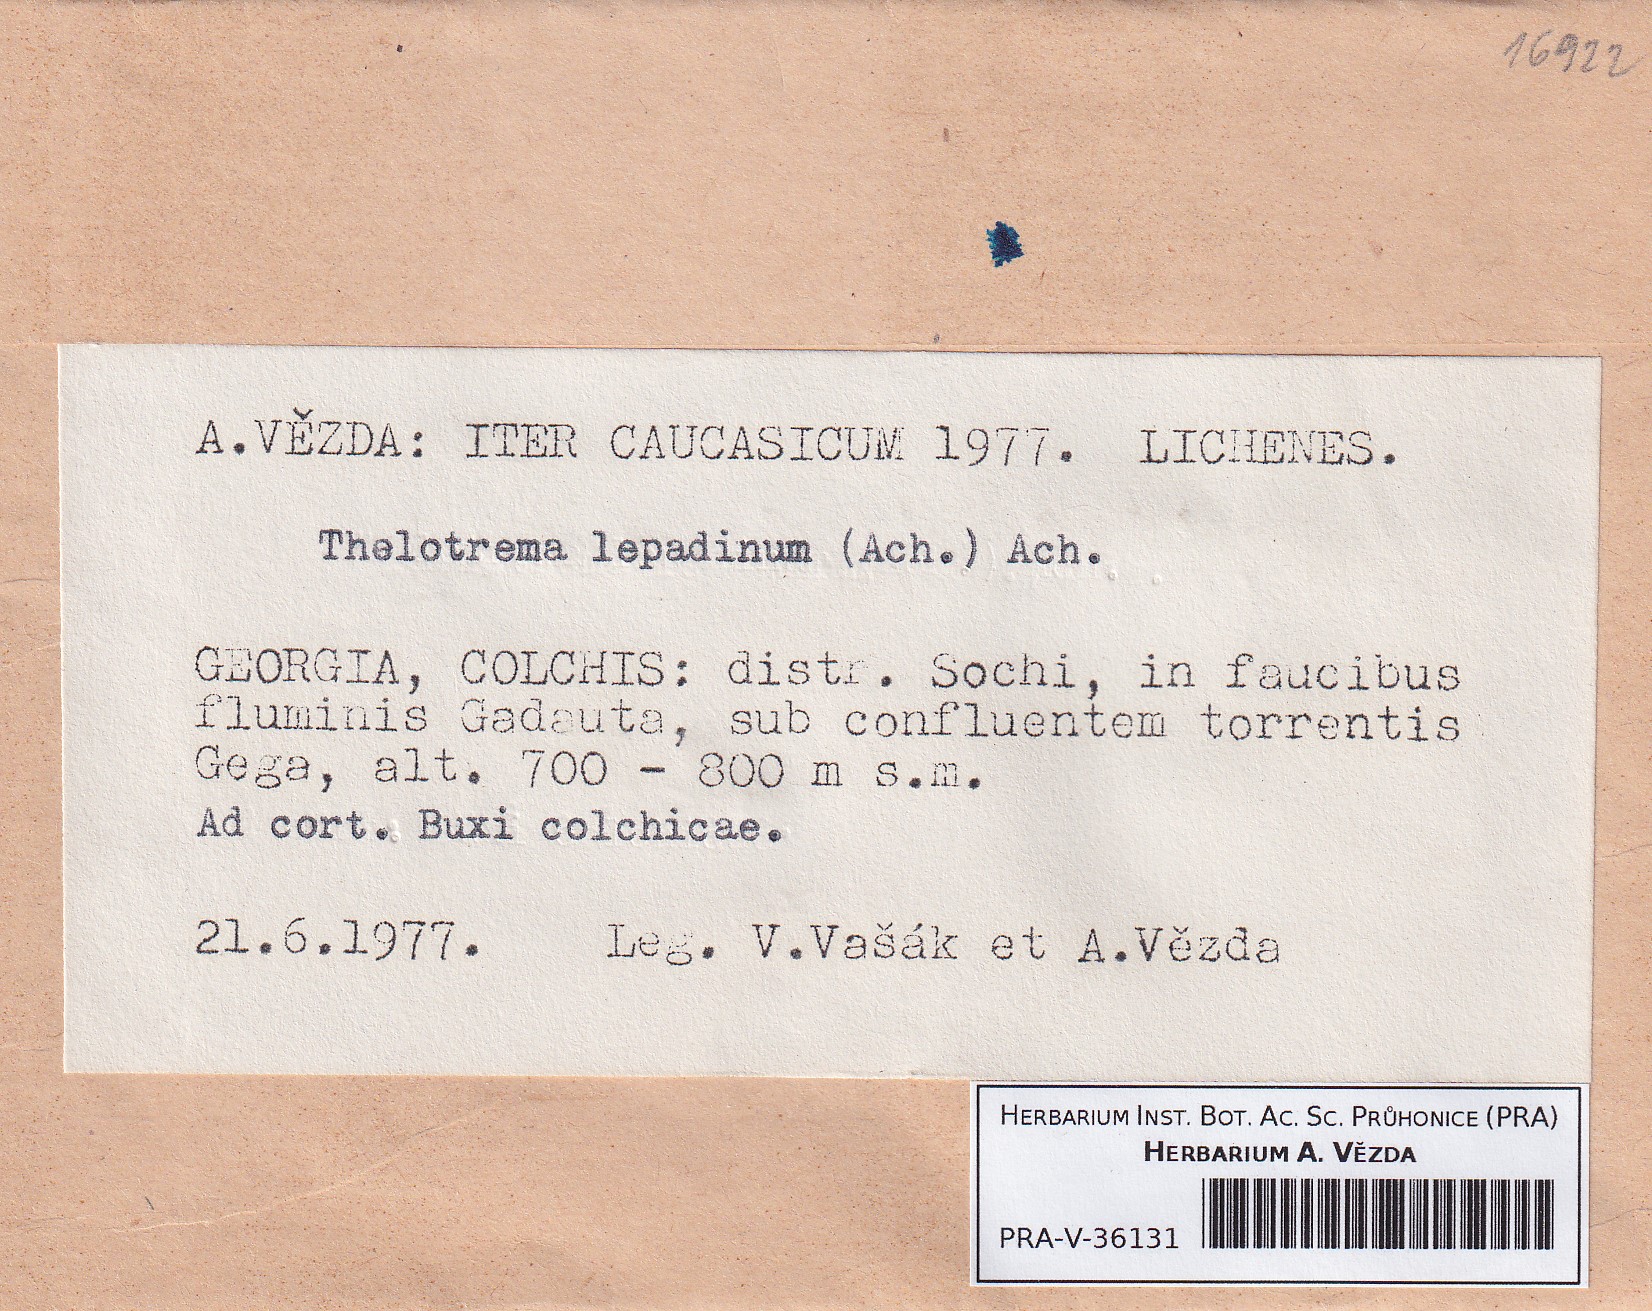 16922
A.VĚZDA: ITER CAUCASICUM 1977. LICHENES.
Thelotrema lepadinum (Ach.) Ach.
GEORGIA, COLCHIS: distr. Sochi, in faucibus
fluminis Gadauta, sub confluentem torrentis
Gega, alt. 700 - 800 m s.m.
Ad cort. Buxi colchicae.
21.6.1977. Leg. V.Vašák et A.Vězda
HERBARIUM INST. BOT. AC. SC. PRŮHONICE (PRA)
HERBARIUM A. VĚZDA
PRA-V-36131